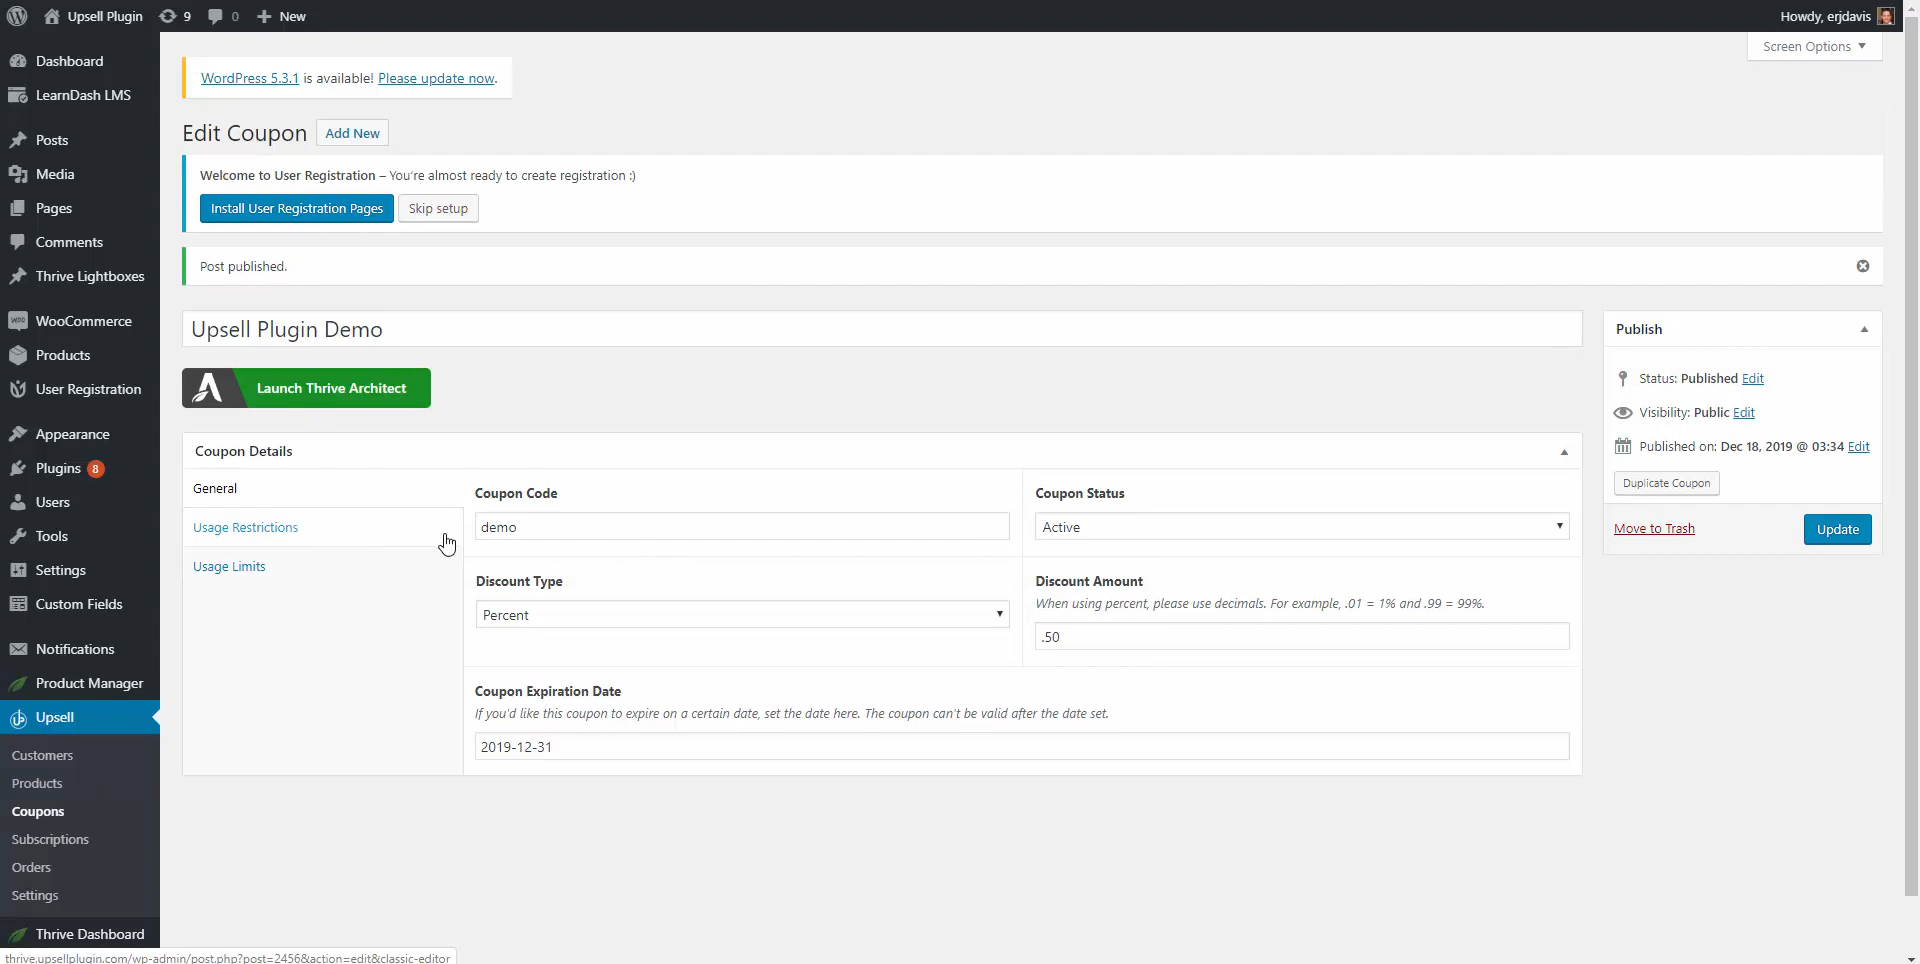 Upsell Plugin
9
0
New
Howdy, erjdavis
Screen Options
Dashboard
LearnDash LMS
Posts
Media
Pages
Comments
Thrive Lightboxes
WooCommerce
Products
User Registration
Appearance
Plugins 8
Users
Tools
Settings
Custom Fields
Notifications
Product Manager
Upsell
Customers
Products
Coupons
Subscriptions
Orders
Settings
Thrive Dashboard
WordPress 5.3.1 is available! Please update now.
Edit Coupon
Add New
Welcome to User Registration – You're almost ready to create registration :)
Install User Registration Pages
Skip setup
Post published.
Upsell Plugin Demo
Launch Thrive Architect
Coupon Details
General
Usage Restrictions
Usage Limits
Coupon Code
demo
Coupon Status
Active
Discount Type
Percent
Discount Amount
When using percent, please use decimals. For example, .01 = 1% and .99 = 99%.
.50
Coupon Expiration Date
If you'd like this coupon to expire on a certain date, set the date here. The coupon can't be valid after the date set.
2019-12-31
Publish
Status: Published Edit
Visibility: Public Edit
Published on: Dec 18, 2019 @ 03:34 Edit
Duplicate Coupon
Move to Trash
Update
thrive.upsellplugin.com/wp-admin/post.php?post=2456&action=edit&classic-editor